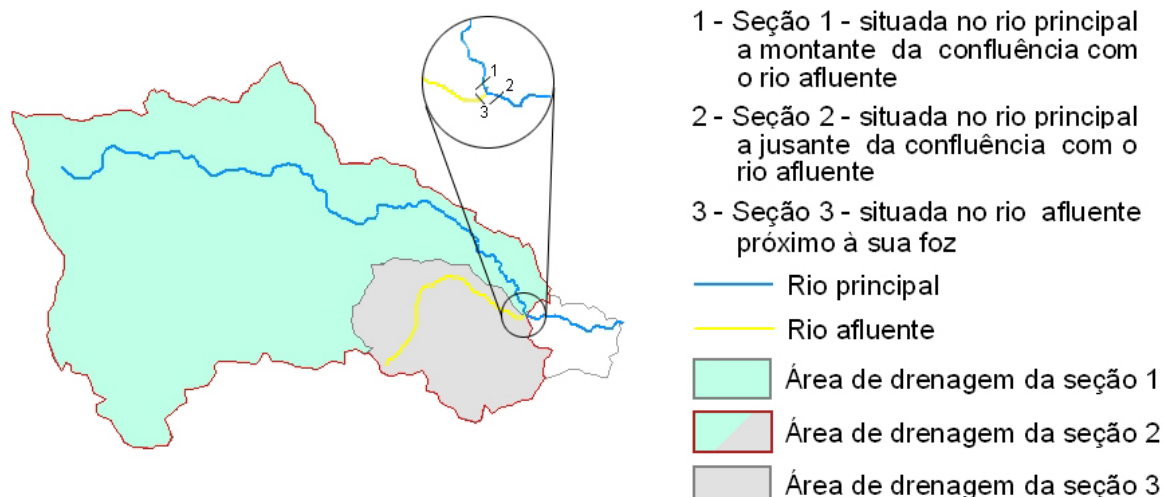 1
2
3
1 - Seção 1 - situada no rio principal
a montante da confluência com
o rio afluente
2 - Seção 2 - situada no rio principal
a jusante da confluência com o
rio afluente
3 - Seção 3 - situada no rio afluente
próximo à sua foz
Rio principal
Rio afluente
Área de drenagem da seção 1
Área de drenagem da seção 2
Área de drenagem da seção 3